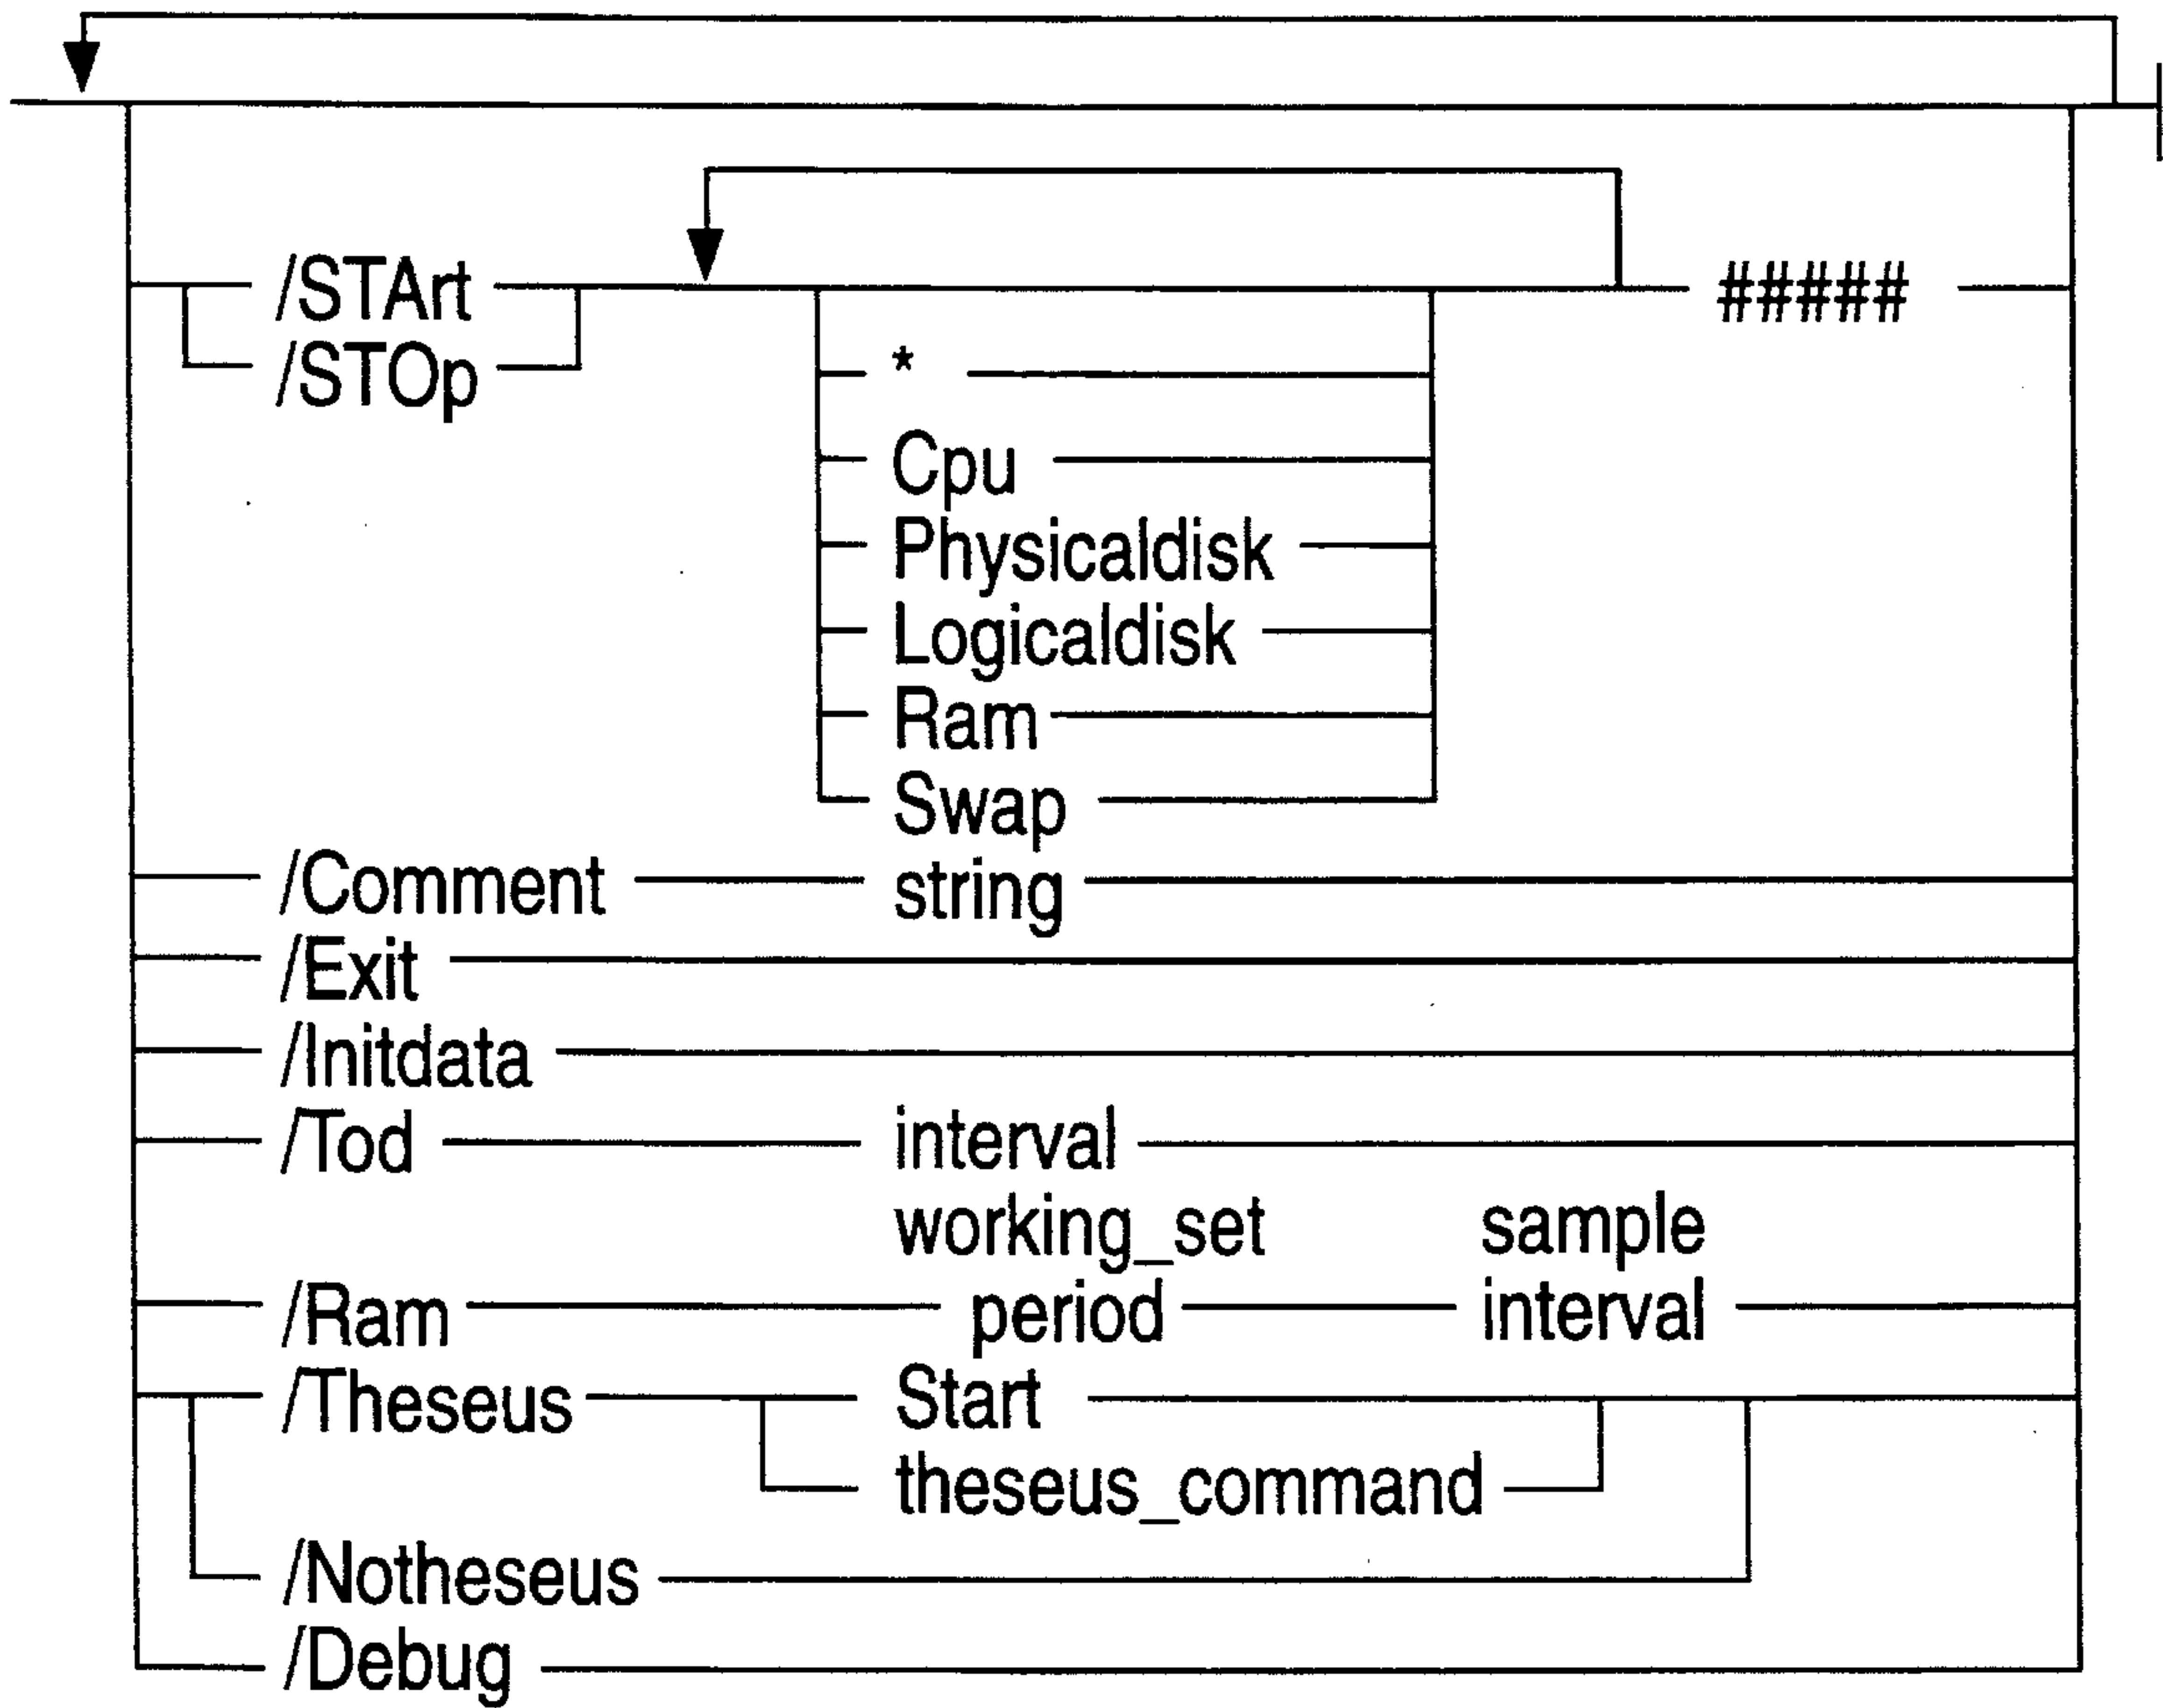 /STArt #####
/STOp
*
Cpu
Physicaldisk
Logicaldisk
Ram
Swap
/Comment string
/Exit
/Initdata
/Tod interval
working_set sample
/Ram period interval
/Theseus Start
theseus_command
/Notheseus
/Debug